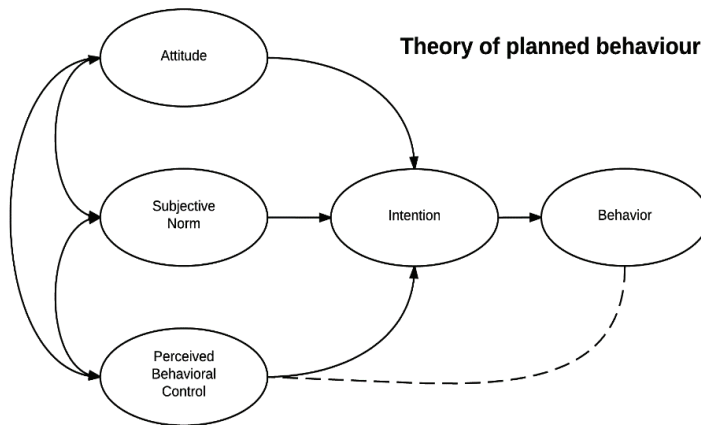 Theory of planned behaviour
Attitude
Subjective
Norm
Intention
Behavior
Perceived
Behavioral
Control